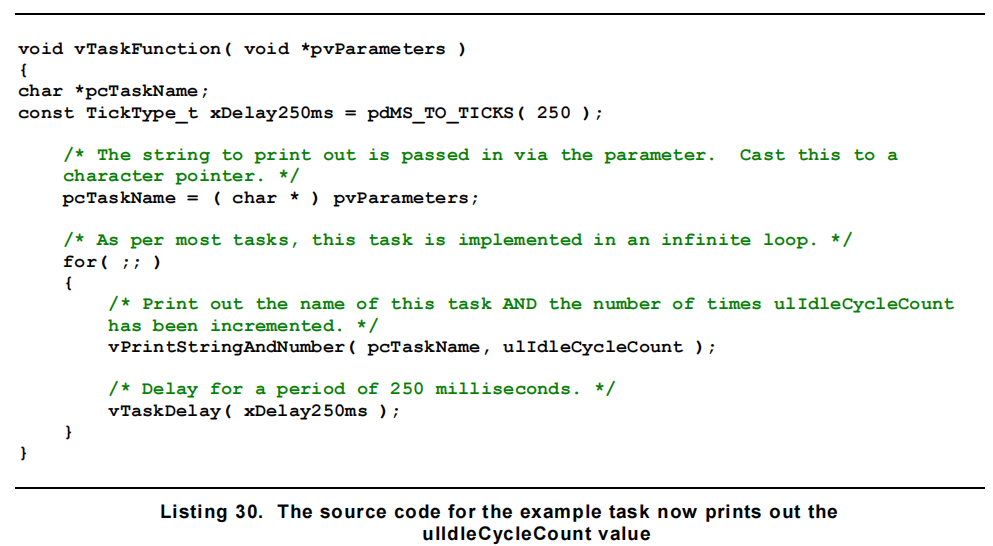 void vTaskFunction( void *pvParameters )
{
char *pcTaskName;
const TickType_t xDelay250ms = pdMS_TO_TICKS( 250 );
/* The string to print out is passed in via the parameter.  Cast this to a
character pointer. */
pcTaskName = ( char * ) pvParameters;
/* As per most tasks, this task is implemented in an infinite loop. */
for( ;; )
{
/* Print out the name of this task AND the number of times ulIdleCycleCount
has been incremented. */
vPrintStringAndNumber( pcTaskName, ulIdleCycleCount );
/* Delay for a period of 250 milliseconds. */
vTaskDelay( xDelay250ms );
}
}
Listing 30.  The source code for the example task now prints out the
ulIdleCycleCount value